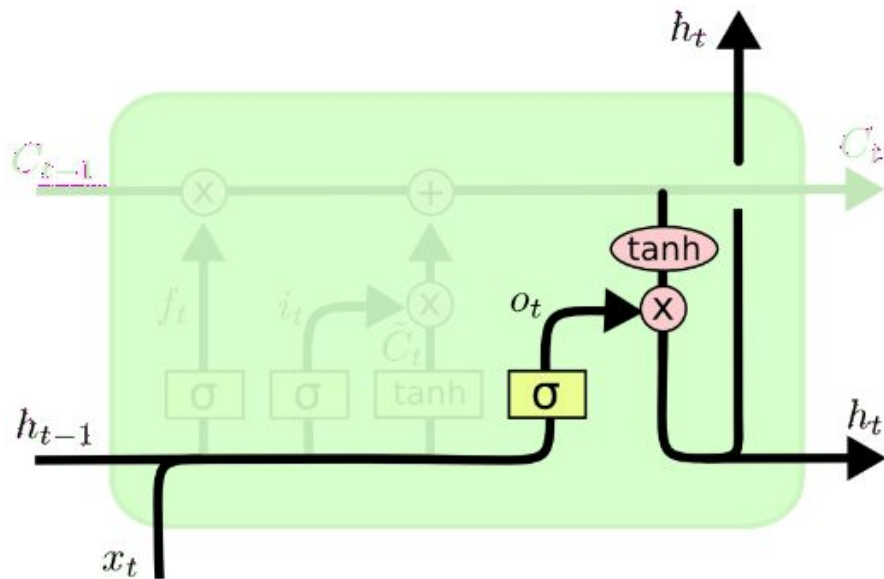 h_t
C_{t-1}
C_t
x
+
tanh
f_t
i_t
x
o_t
x
C̃_t
σ
σ
tanh
σ
h_{t-1}
h_t
x_t